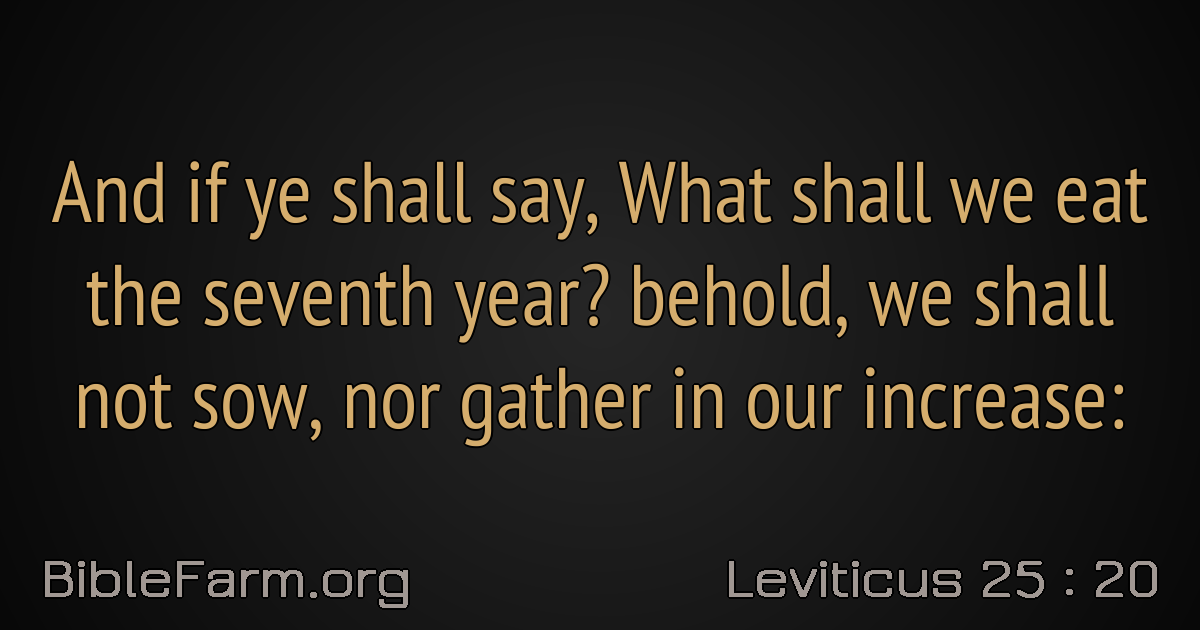 And if ye shall say, What shall we eat
the seventh year? behold, we shall
not sow, nor gather in our increase:
BibleFarm.org
Leviticus 25 : 20